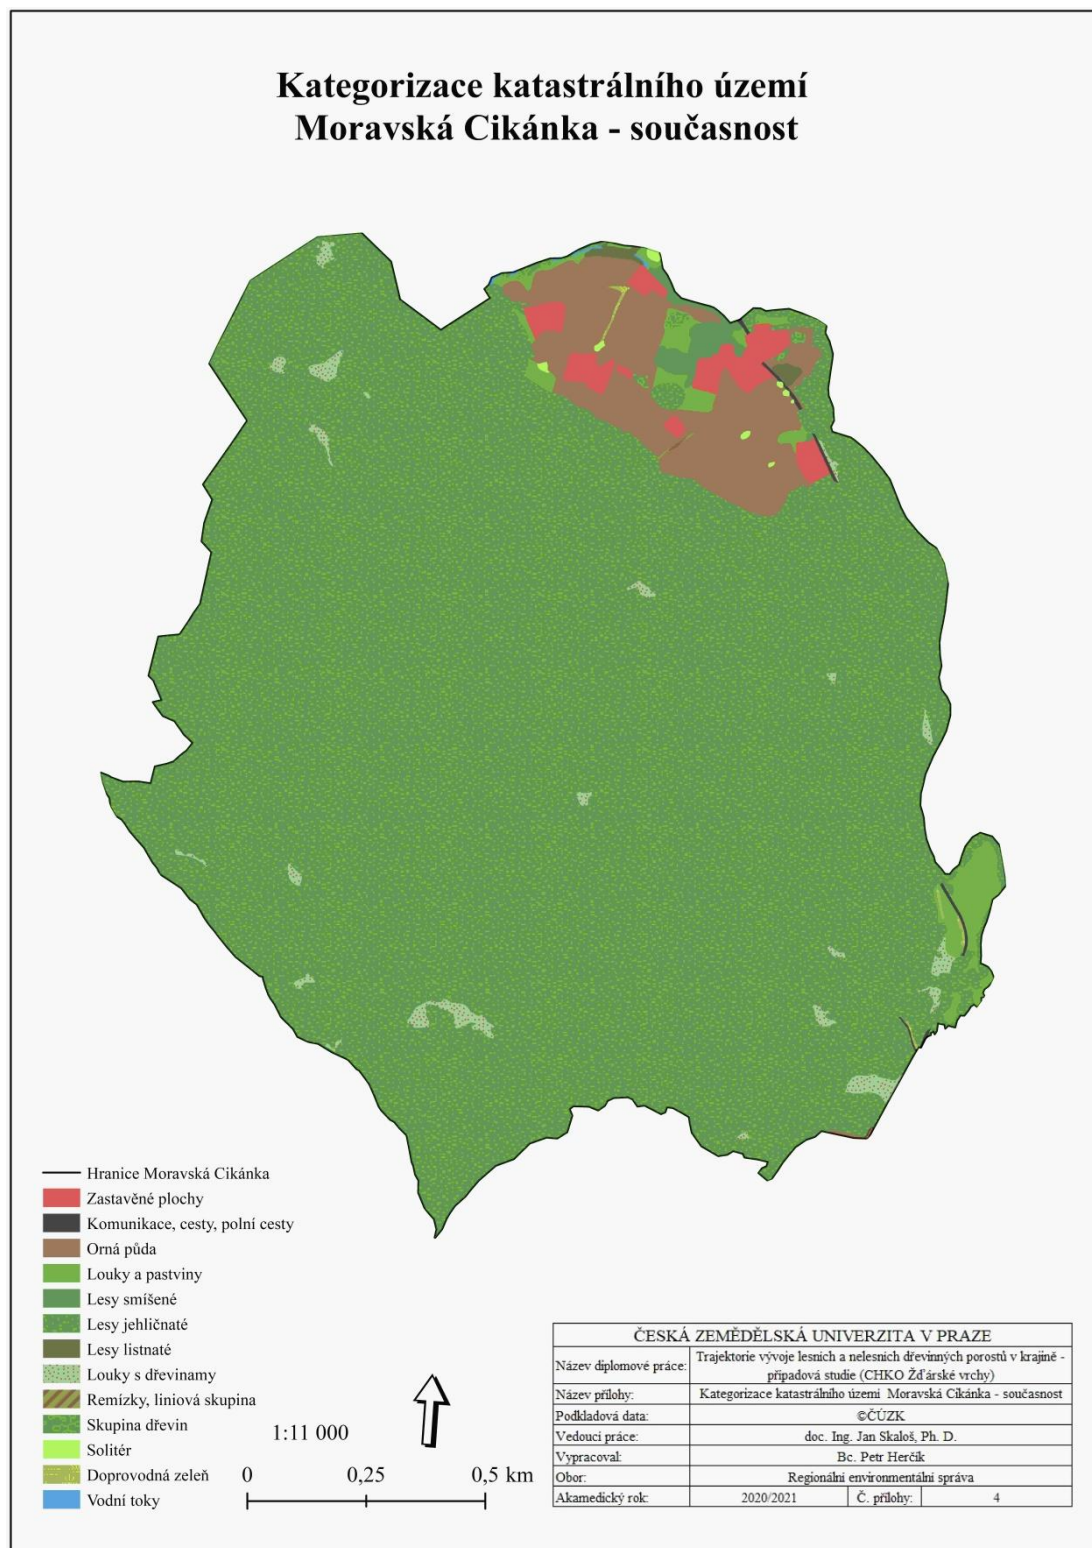 Kategorizace katastrálního území
Moravská Cikánka - současnost
Hranice Moravská Cikánka
Zastavěné plochy
Komunikace, cesty, polní cesty
Orná půda
Louky a pastviny
Lesy smíšené
Lesy jehličnaté
Lesy listnaté
Louky s dřevinamy
Remízky, liniová skupina
Skupina dřevin
Solitér
Doprovodná zeleň
Vodní toky
1:11 000
0 0,25 0,5 km
ČESKÁ ZEMĚDĚLSKÁ UNIVERZITA V PRAZE
Název diplomové práce: Trajektorie vývoje lesních a nelesních dřevinných porostů v krajině -
případová studie (CHKO Žďárské vrchy)
Název přílohy: Kategorizace katastrálního území Moravská Cikánka - současnost
Podkladová data: ©ČÚZK
Vedoucí práce: doc. Ing. Jan Skaloš, Ph. D.
Vypracoval: Bc. Petr Herčík
Obor: Regionální environmentální správa
Akamedický rok: 2020/2021 Č. přílohy: 4